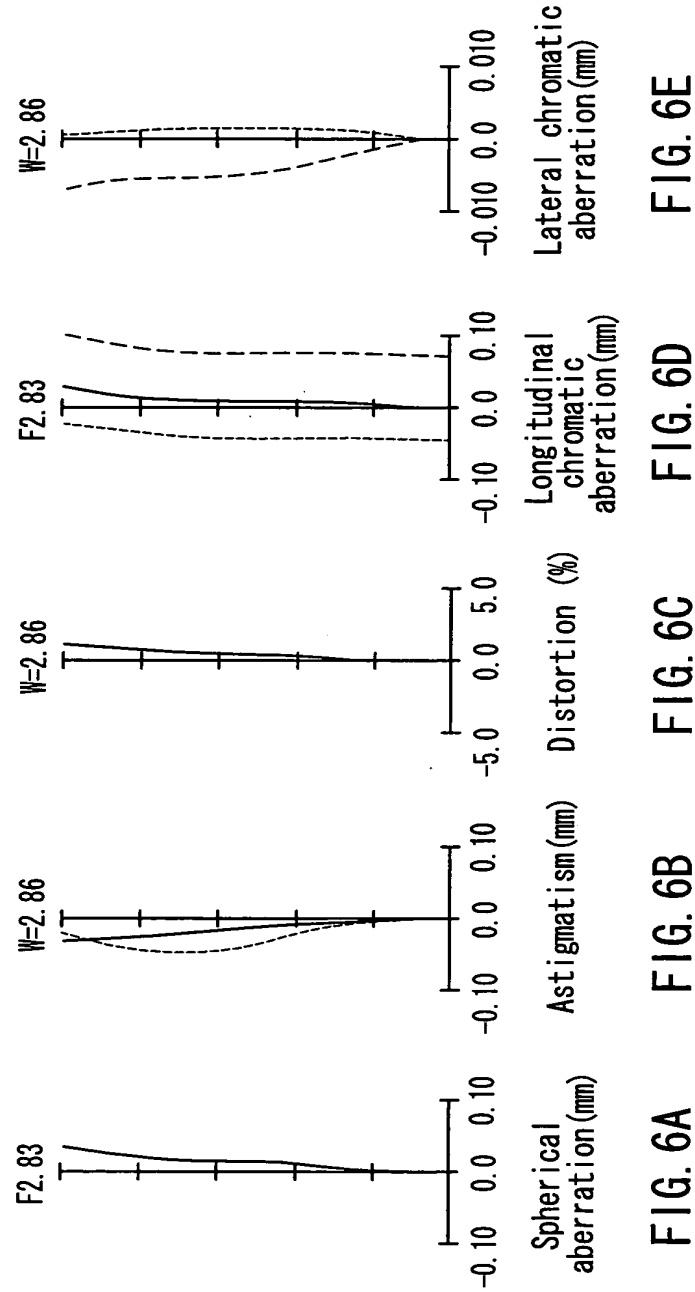 F2.83
-0.10 0.0 0.10
Spherical
aberration(mm)
FIG. 6A
W=2.86
-0.10 0.0 0.10
Astigmatism(mm)
FIG. 6B
W=2.86
-5.0 0.0 5.0
Distortion (%)
FIG. 6C
F2.83
-0.10 0.0 0.10
Longitudinal
chromatic
aberration(mm)
FIG. 6D
W=2.86
-0.010 0.0 0.010
Lateral chromatic
aberration(mm)
FIG. 6E